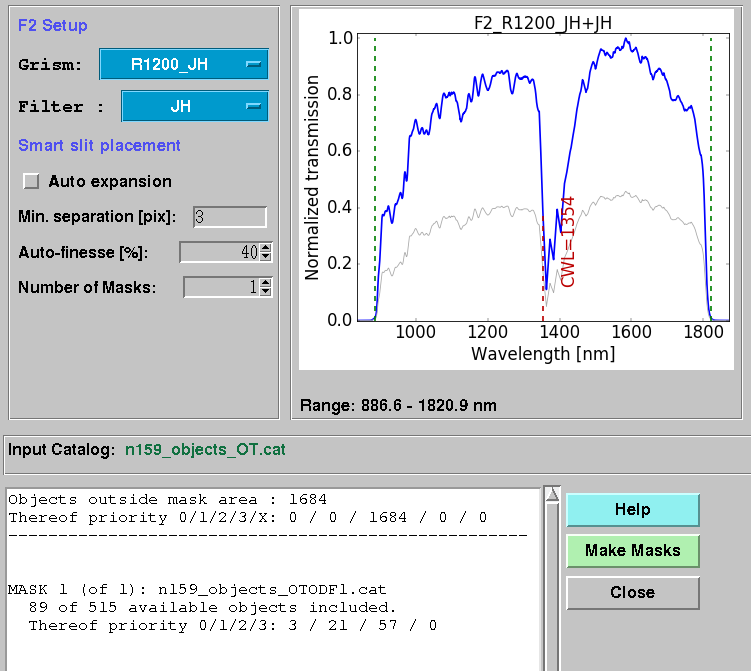 F2 Setup
Grism: R1200_JH
Filter : JH
Smart slit placement
Auto expansion
Min. separation [pix]: 3
Auto-finesse [%]: 40
Number of Masks: 1
F2_R1200_JH+JH
Normalized transmission
1.0
0.8
0.6
0.4
0.2
0.0
CWL=1354
1000 1200 1400 1600 1800
Wavelength [nm]
Range: 886.6 - 1820.9 nm
Input Catalog: n159_objects_OT.cat
Objects outside mask area : 1684
Thereof priority 0/1/2/3/X: 0 / 0 / 1684 / 0 / 0
----------------------------------------------------
MASK 1 (of 1): n159_objects_OTODF1.cat
89 of 515 available objects included.
Thereof priority 0/1/2/3: 3 / 21 / 57 / 0
Help
Make Masks
Close